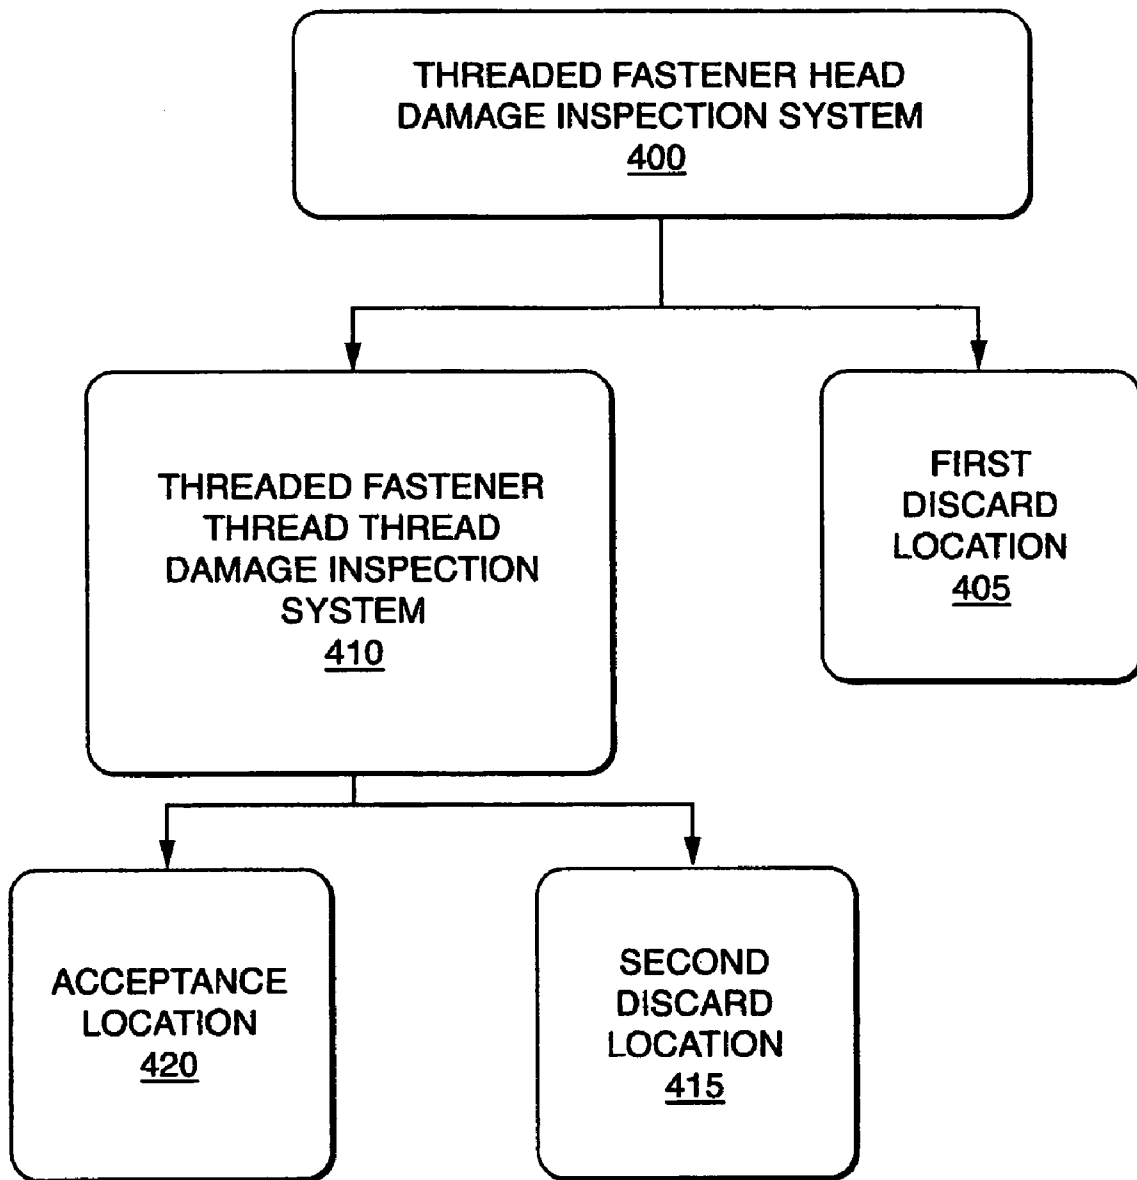 THREADED FASTENER HEAD
DAMAGE INSPECTION SYSTEM
400
THREADED FASTENER
THREAD THREAD
DAMAGE INSPECTION
SYSTEM
410
FIRST
DISCARD
LOCATION
405
ACCEPTANCE
LOCATION
420
SECOND
DISCARD
LOCATION
415